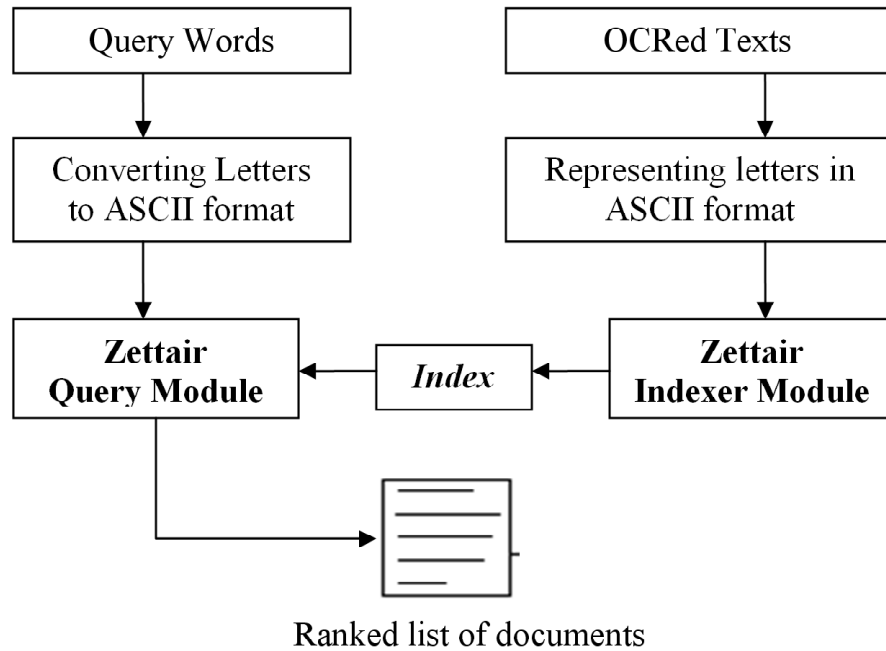 Query Words
OCRed Texts
Converting Letters
to ASCII format
Representing letters in
ASCII format
Zettair
Query Module
Index
Zettair
Indexer Module
Ranked list of documents